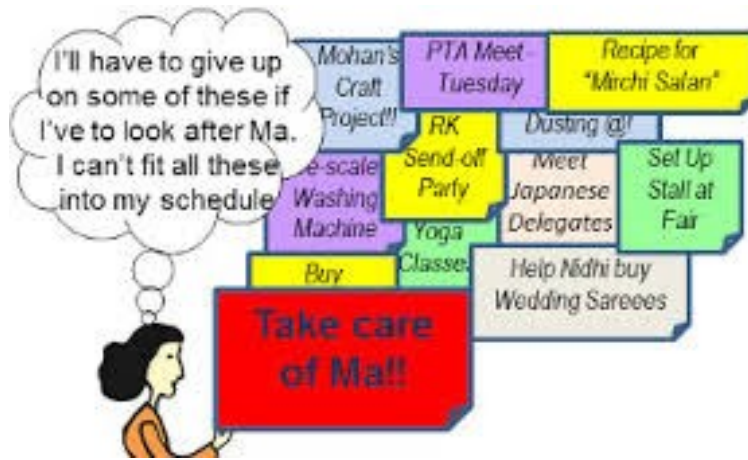 I'll have to give up
on some of these if
I've to look after Ma.
I can't fit all these
into my schedule
Mohan's
Craft
Project!!
PTA Meet -
Tuesday
Recipe for
"Mirchi Salan"
RK
Send-off
Party
Dusting @!
e-scale
Washing
Machine
Meet
Japanese
Delegates
Set Up
Stall at
Fair
Yoga
Classe
Buy
Help Nidhi buy
Wedding Sareees
Take care
of Ma!!